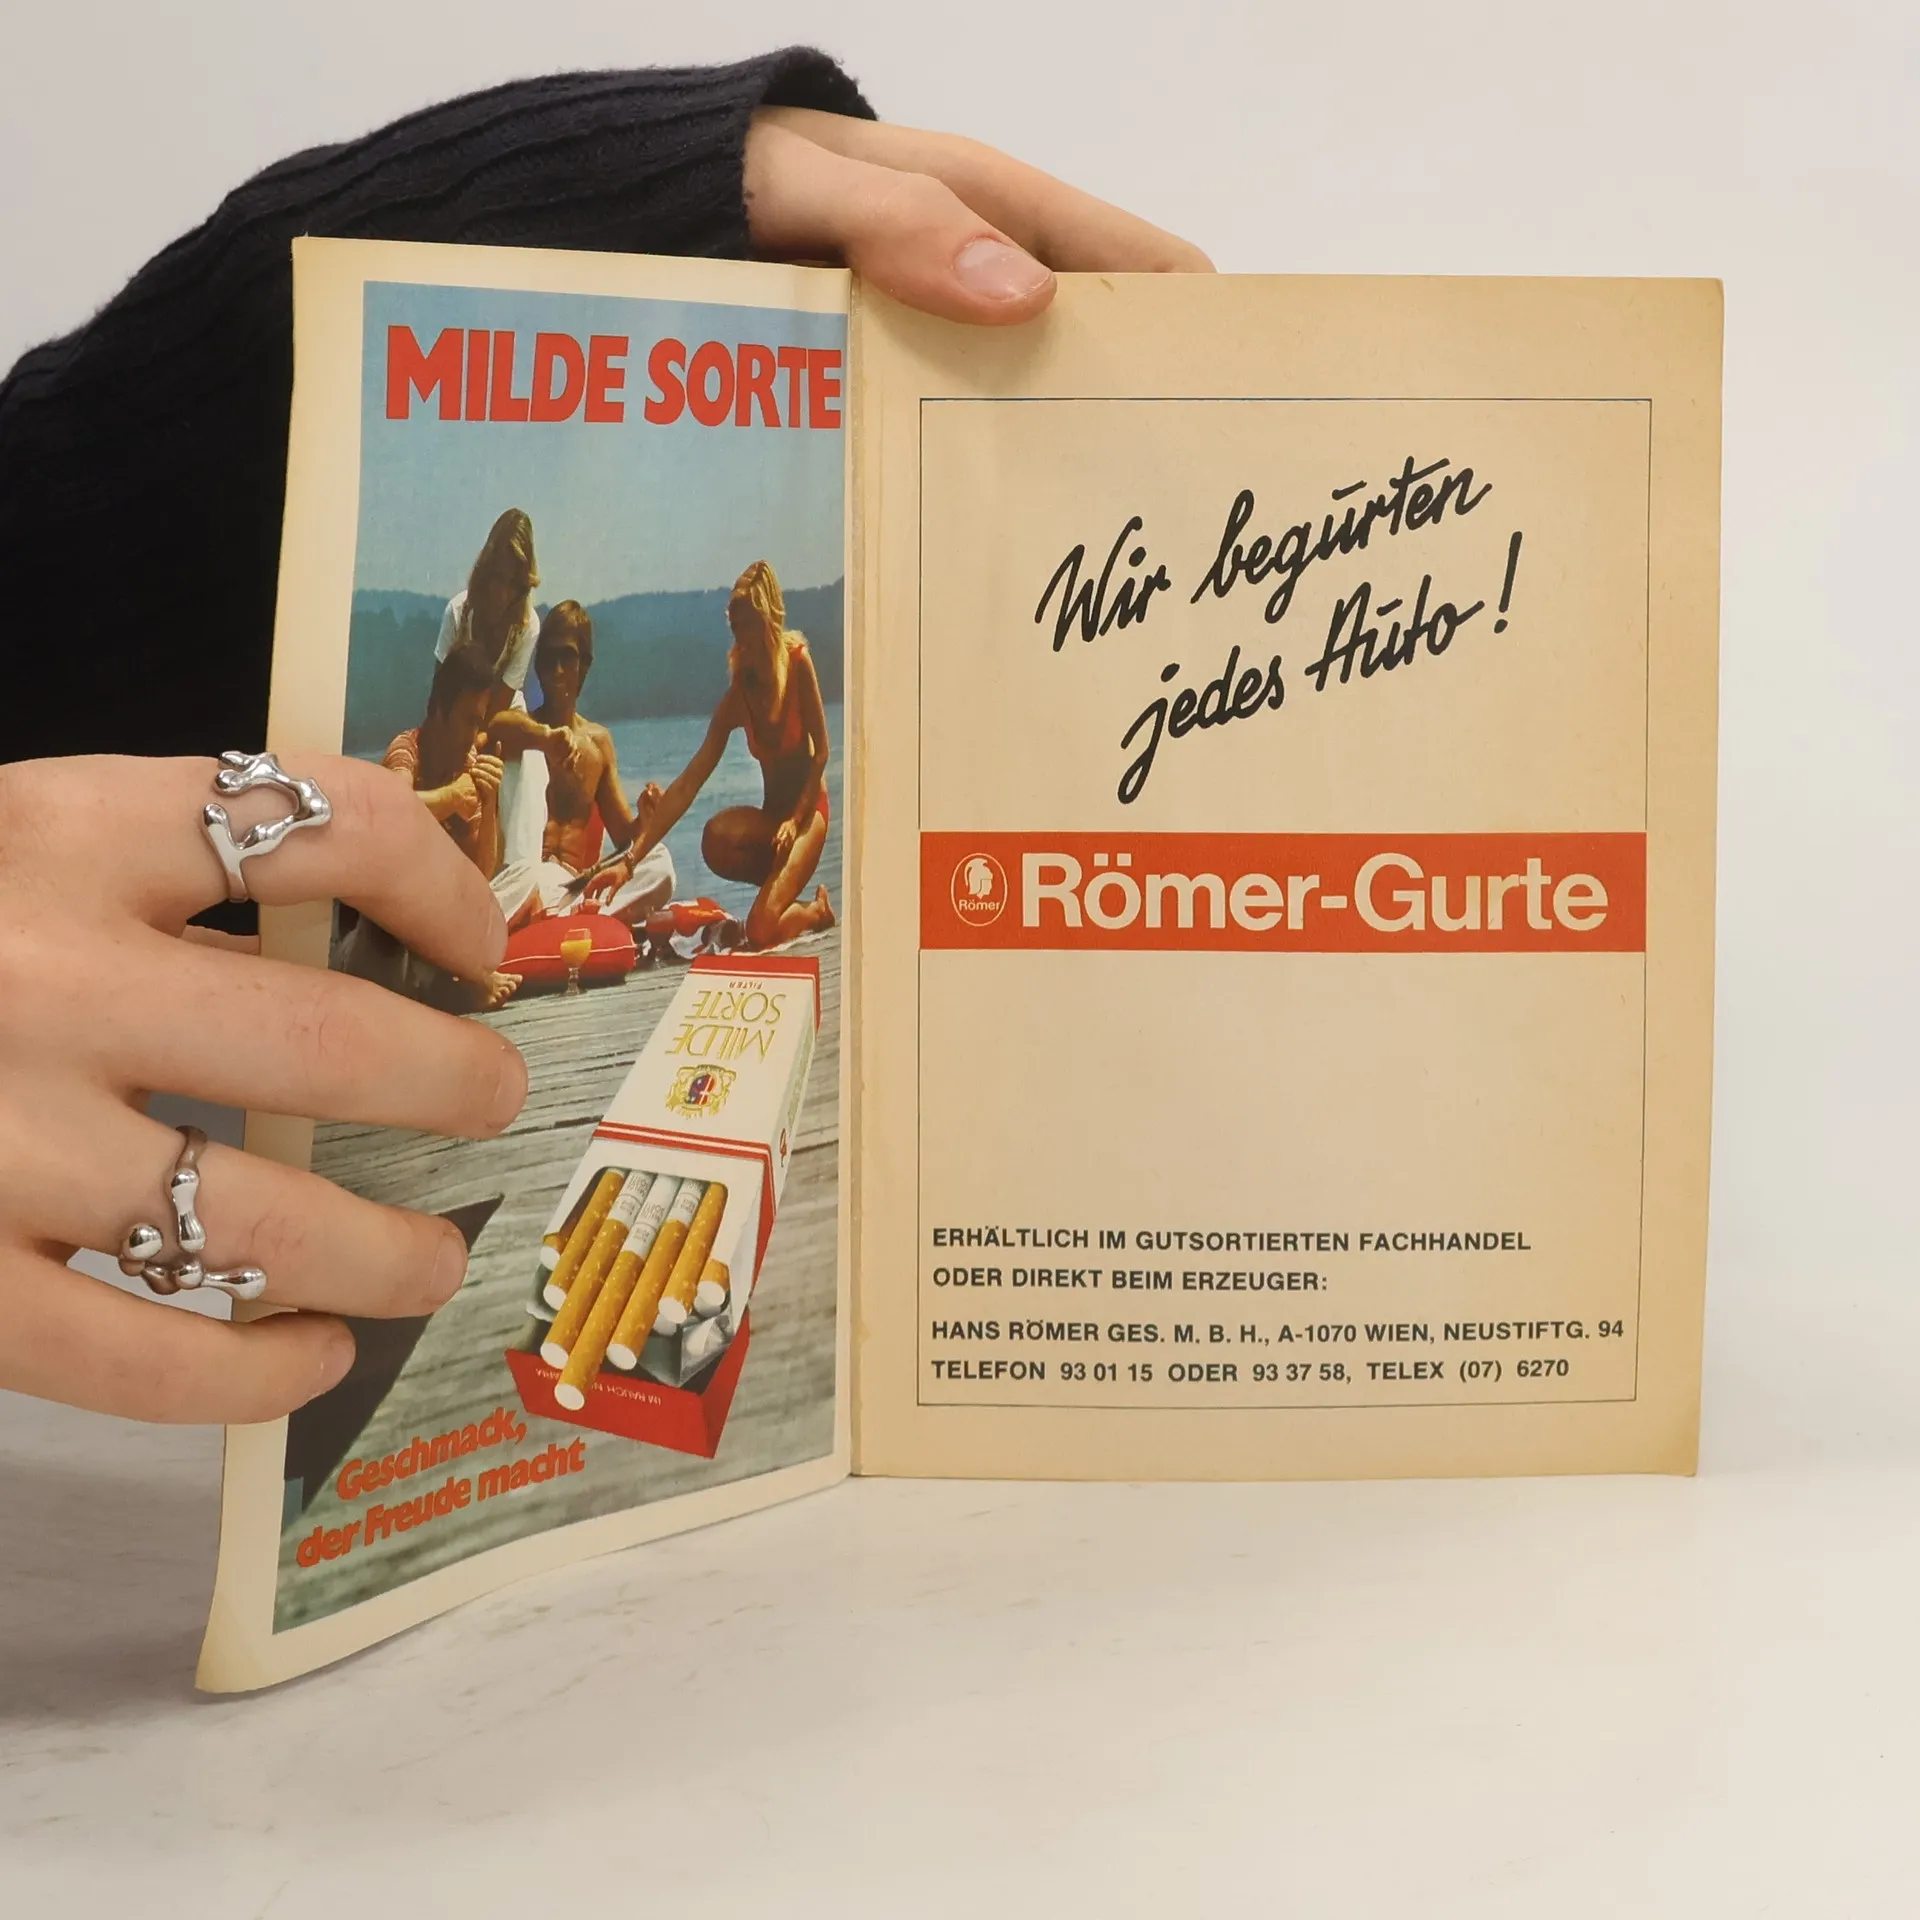 MILDE SORTE
FILTER
MILDE
SORTE
Geschmack,
der Freude macht
Wir begurten
jedes Auto!
Römer
Römer-Gurte
ERHÄLTLICH IM GUTSORTIERTEN FACHHANDEL
ODER DIREKT BEIM ERZEUGER:
HANS RÖMER GES. M. B. H., A-1070 WIEN, NEUSTIFTG. 94
TELEFON 93 01 15 ODER 93 37 58, TELEX (07) 6270